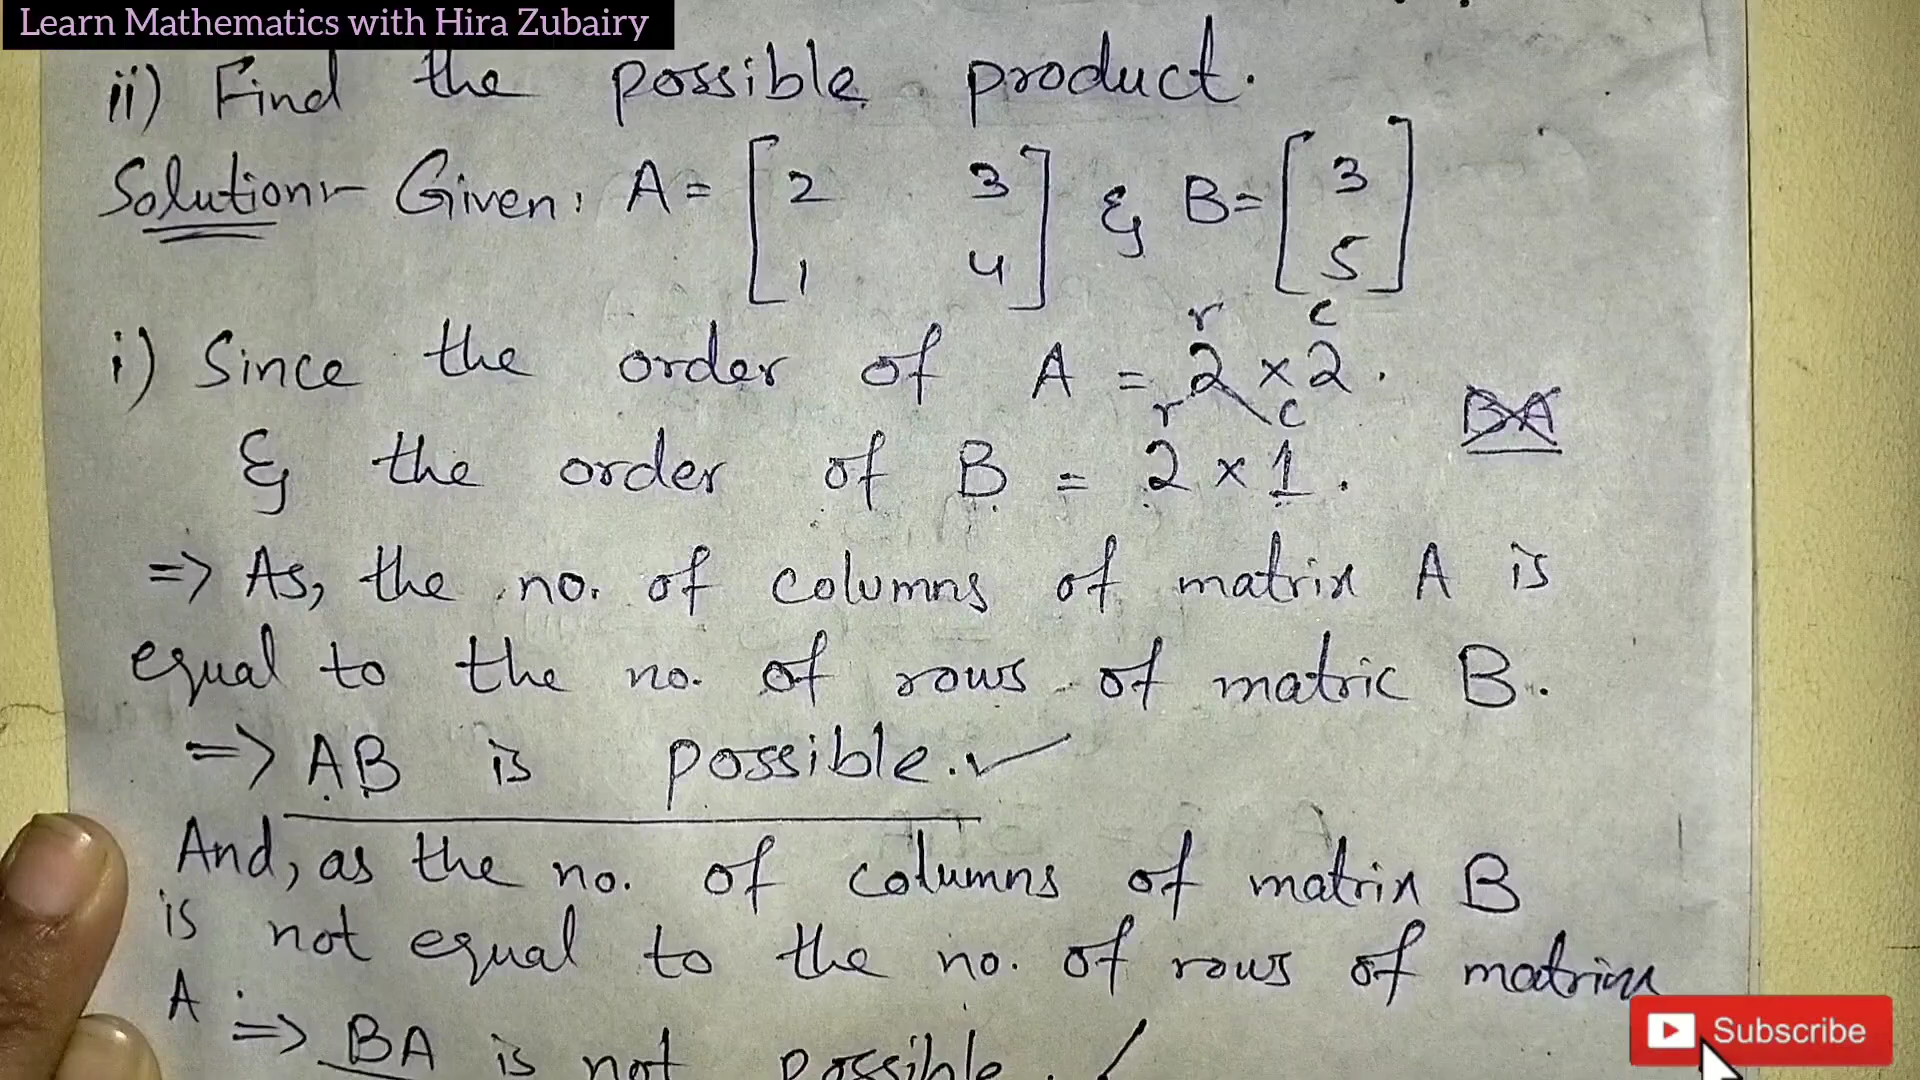 Learn Mathematics with Hira Zubairy
ii) Find the possible product.
Solution:- Given: A = [2 3 & B = [3
1 4] 5]
r c
i) Since the order of A = 2 × 2.
BA
r c
& the order of B = 2 × 1.
=> As, the no. of columns of matrix A is
equal to the no. of rows of matric B.
=> AB is possible. ✓
And, as the no. of columns of matrix B
is not equal to the no. of rows of matrix
A. => BA is not possible. ✓
Subscribe